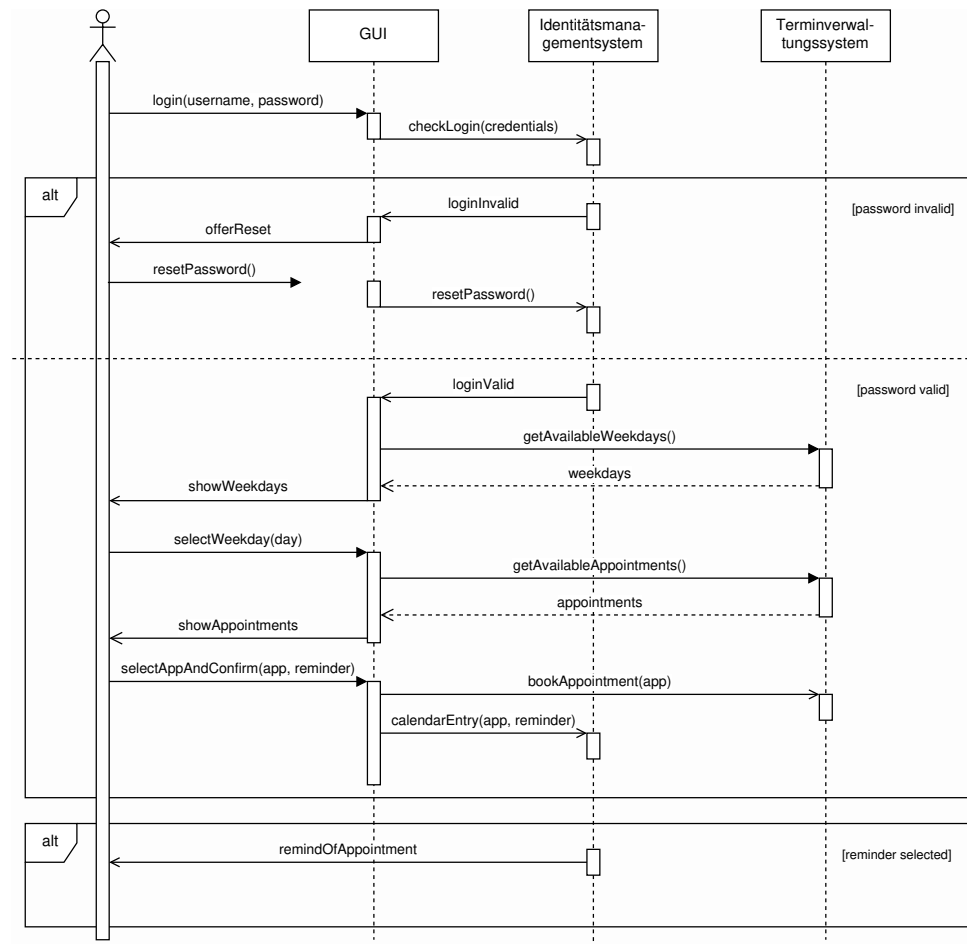 GUI
Identitätsmana-
gementsystem
Terminverwal-
tungssystem
login(username, password)
checkLogin(credentials)
alt
loginInvalid
[password invalid]
offerReset
resetPassword()
resetPassword()
loginValid
[password valid]
getAvailableWeekdays()
weekdays
showWeekdays
selectWeekday(day)
getAvailableAppointments()
appointments
showAppointments
selectAppAndConfirm(app, reminder)
bookAppointment(app)
calendarEntry(app, reminder)
alt
remindOfAppointment
[reminder selected]